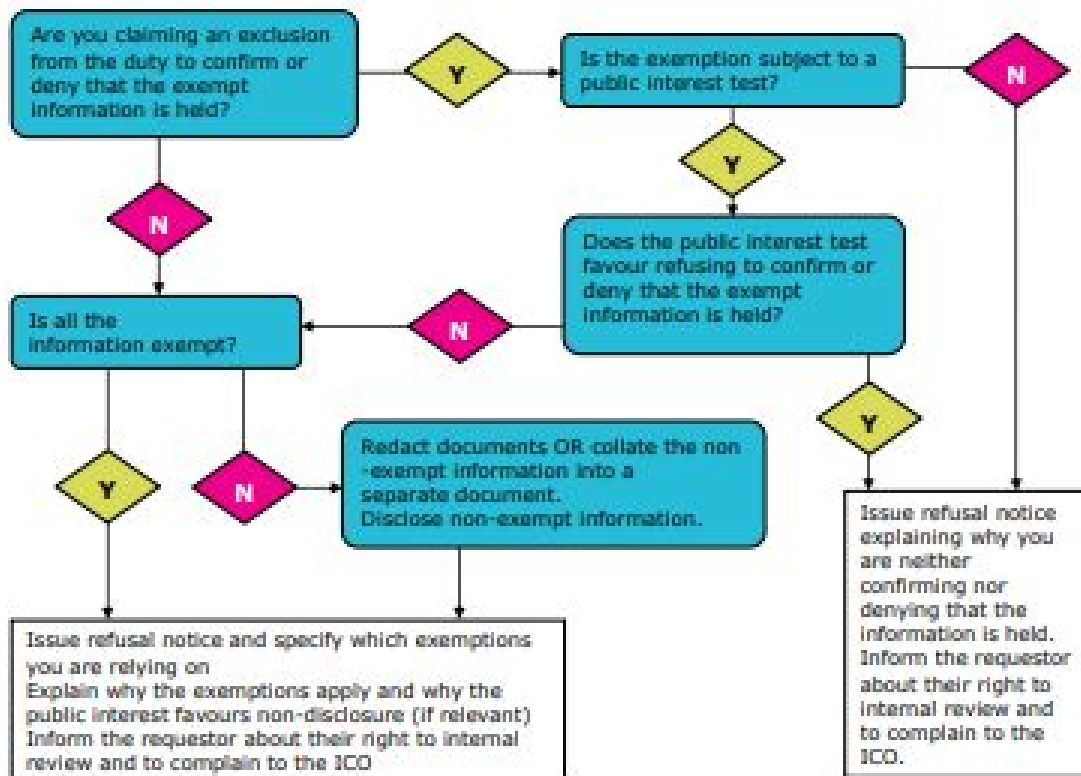 Are you claiming an exclusion
from the duty to confirm or
deny that the exempt
information is held?
Y
Is the exemption subject to a
public interest test?
N
Y
N
Does the public interest test
favour refusing to confirm or
deny that the exempt
information is held?
N
Is all the
information exempt?
Y
Y
N
Redact documents OR collate the non
-exempt information into a
separate document.
Disclose non-exempt information.
Issue refusal notice
explaining why you
are neither
confirming nor
denying that the
information is held.
Inform the requestor
about their right to
internal review and
to complain to the
ICO.
Issue refusal notice and specify which exemptions
you are relying on
Explain why the exemptions apply and why the
public interest favours non-disclosure (if relevant)
Inform the requestor about their right to internal
review and to complain to the ICO